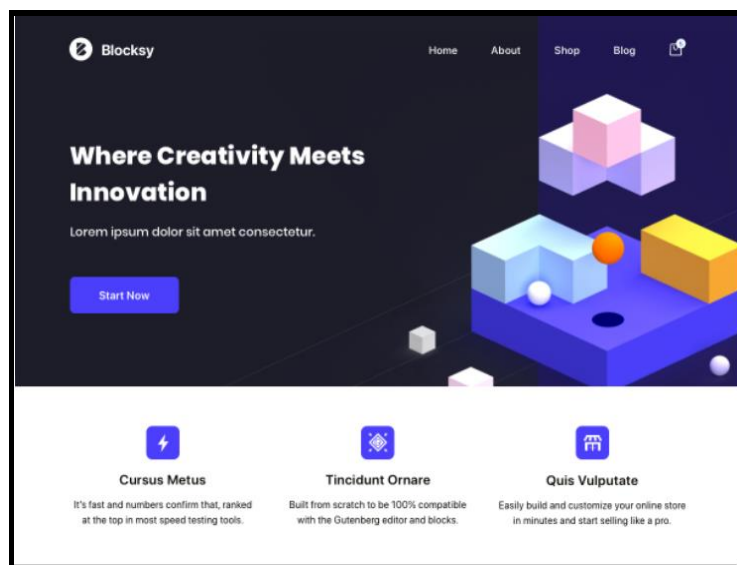 Blocksy
Home About Shop Blog
Where Creativity Meets
Innovation
Lorem ipsum dolor sit amet consectetur.
Start Now
Cursus Metus
It's fast and numbers confirm that, ranked
at the top in most speed testing tools.
Tincidunt Ornare
Built from scratch to be 100% compatible
with the Gutenberg editor and blocks.
Quis Vulputate
Easily build and customize your online store
in minutes and start selling like a pro.